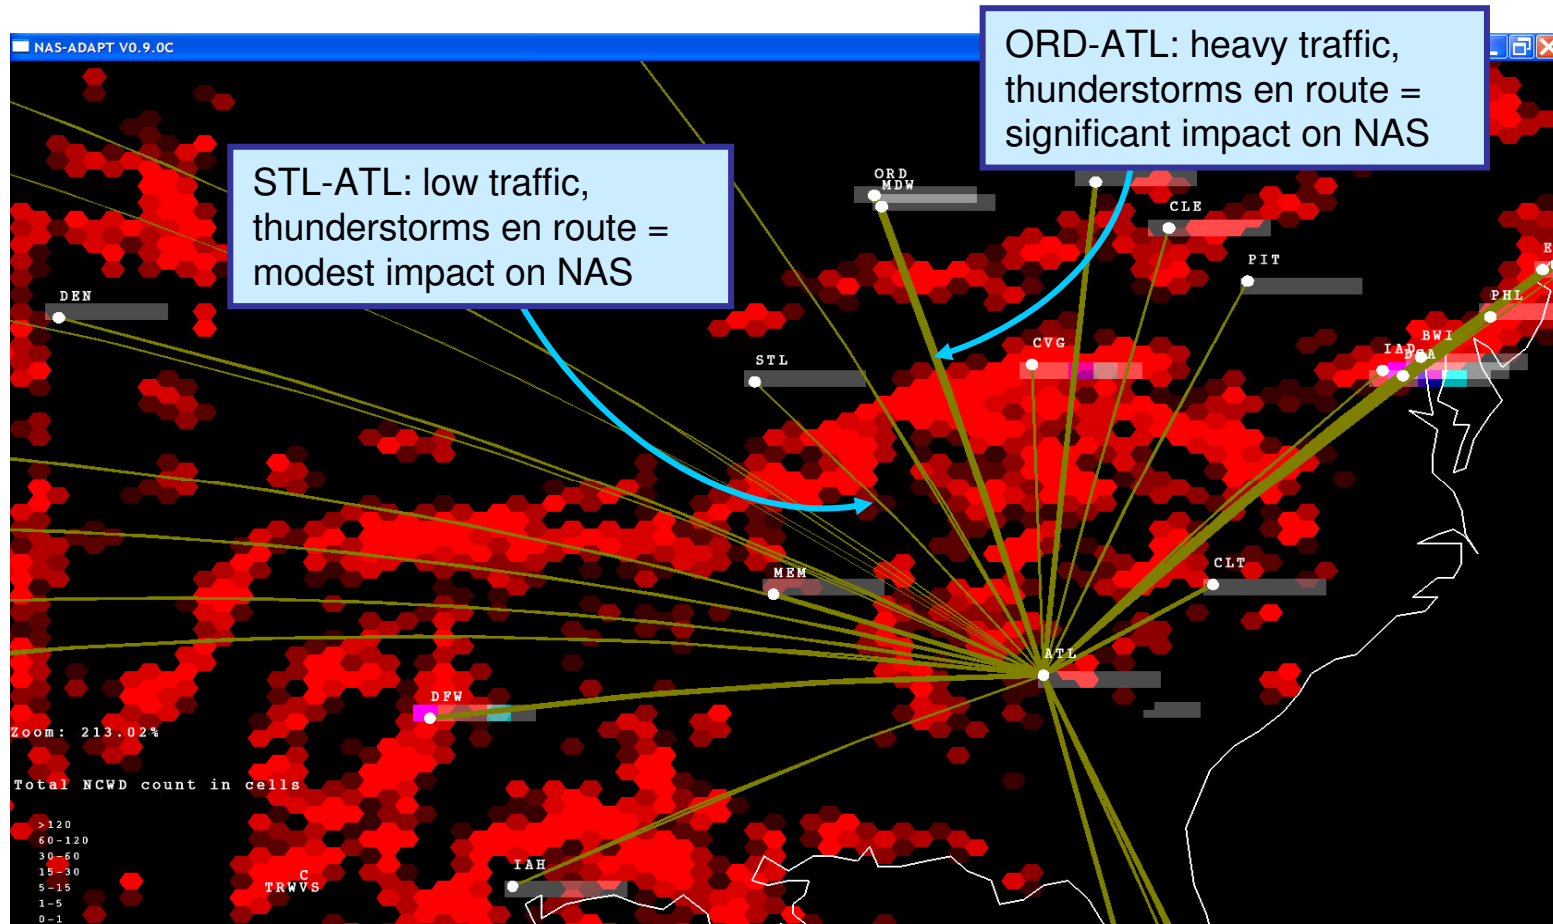 NAS-ADAPT V0.9.0C
ORD-ATL: heavy traffic,
thunderstorms en route =
significant impact on NAS
STL-ATL: low traffic,
thunderstorms en route =
modest impact on NAS
ORD
MDW
CLE
PIT
DEN
PHL
BWI
IAD
CVG
STL
MEM
CLT
ATL
DFW
Zoom: 213.02%
Total NCWD count in cells
>120
60-120
30-60
15-30
5-15
1-5
0-1
C
TRWVS
IAH